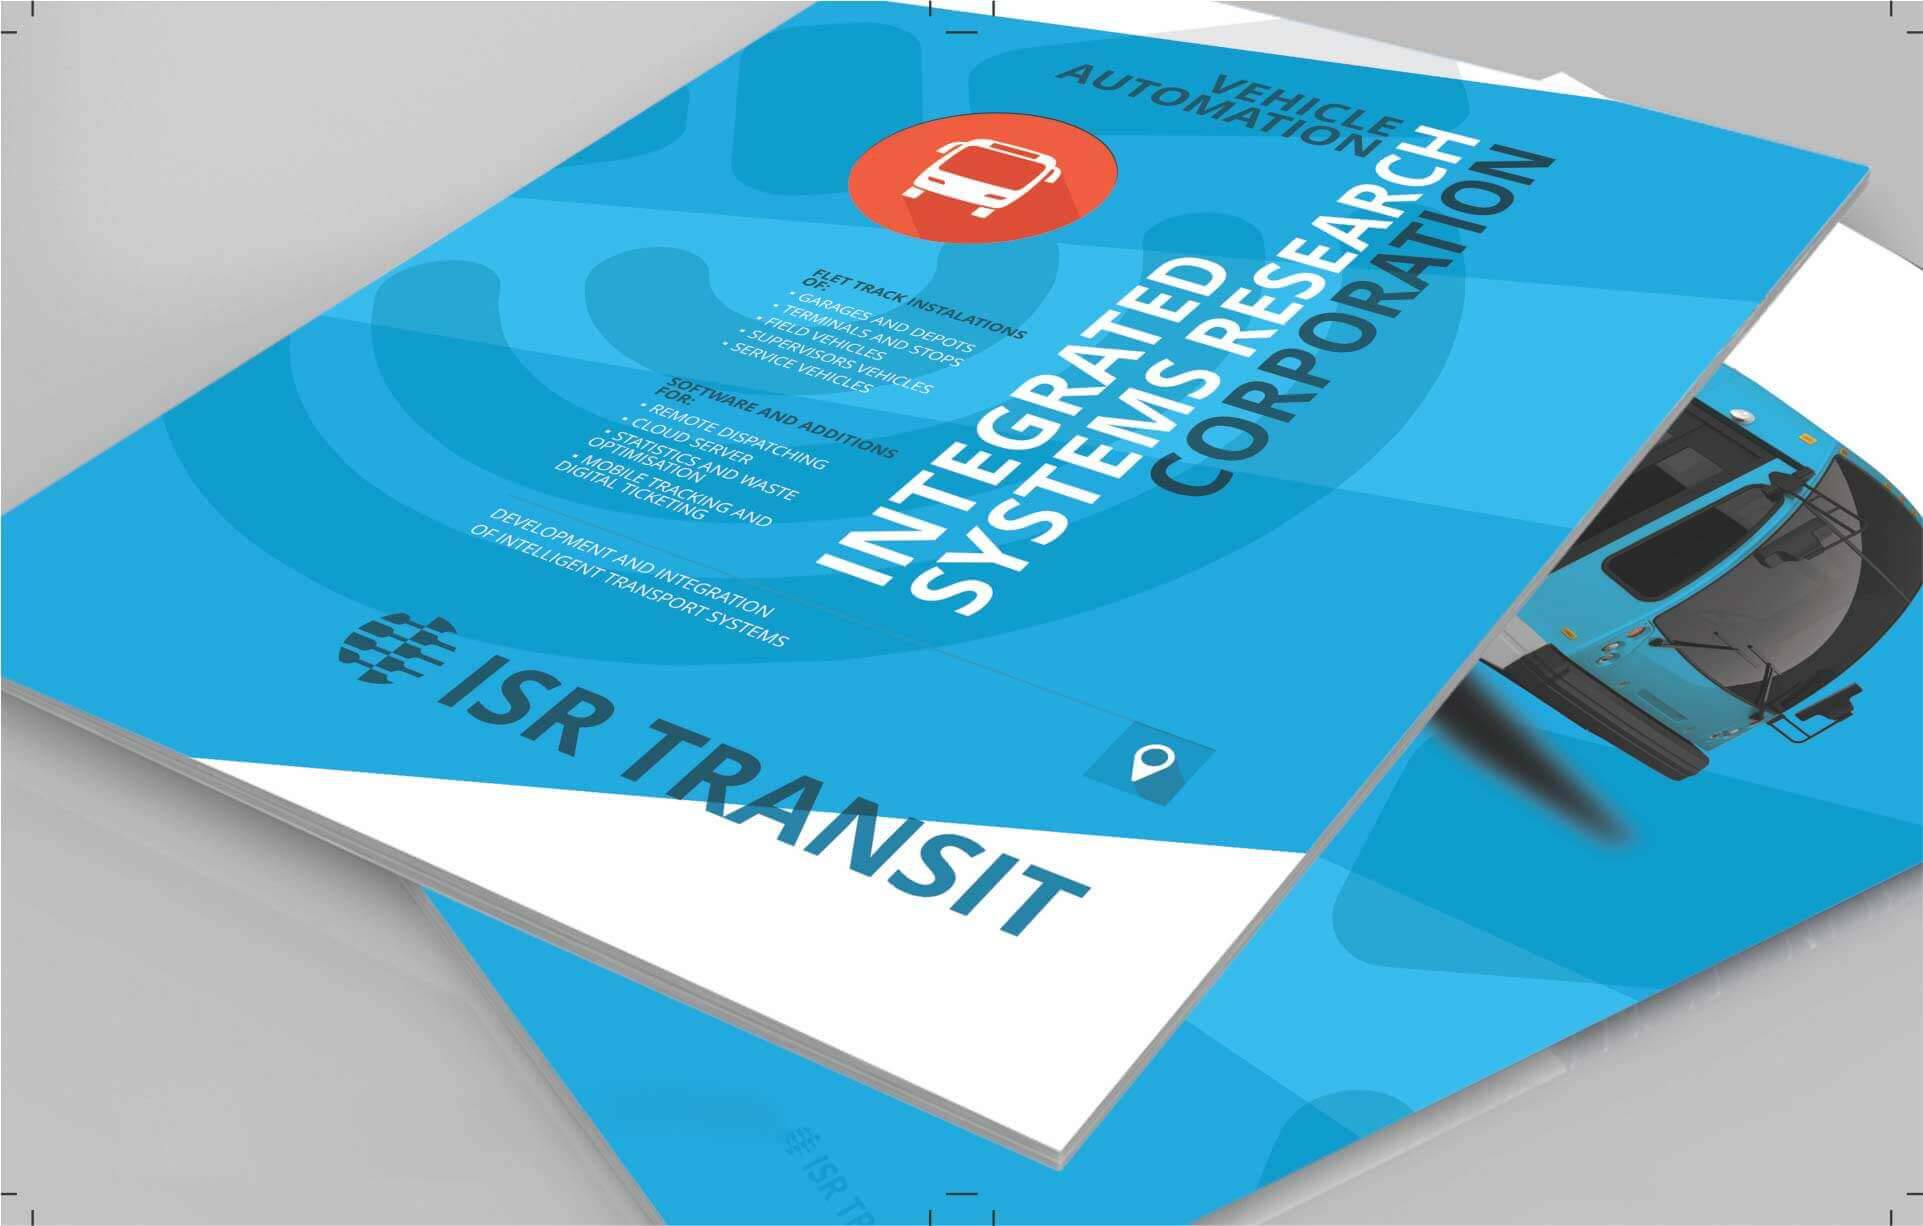 VEHICLE
AUTOMATION
INTEGRATED
SYSTEMS RESEARCH
CORPORATION
FLET TRACK INSTALATIONS
OF:
• GARAGES AND DEPOTS
• TERMINALS AND STOPS
• FIELD VEHICLES
• SUPERVISORS VEHICLES
• SERVICE VEHICLES
SOFTWARE AND ADDITIONS
FOR:
• REMOTE DISPATCHING
• CLOUD SERVER
• STATISTICS AND WASTE
OPTIMISATION
• MOBILE TRACKING AND
DIGITAL TICKETING
DEVELOPMENT AND INTEGRATION
OF INTELLIGENT TRANSPORT SYSTEMS
ISR TRANSIT
ISR TR